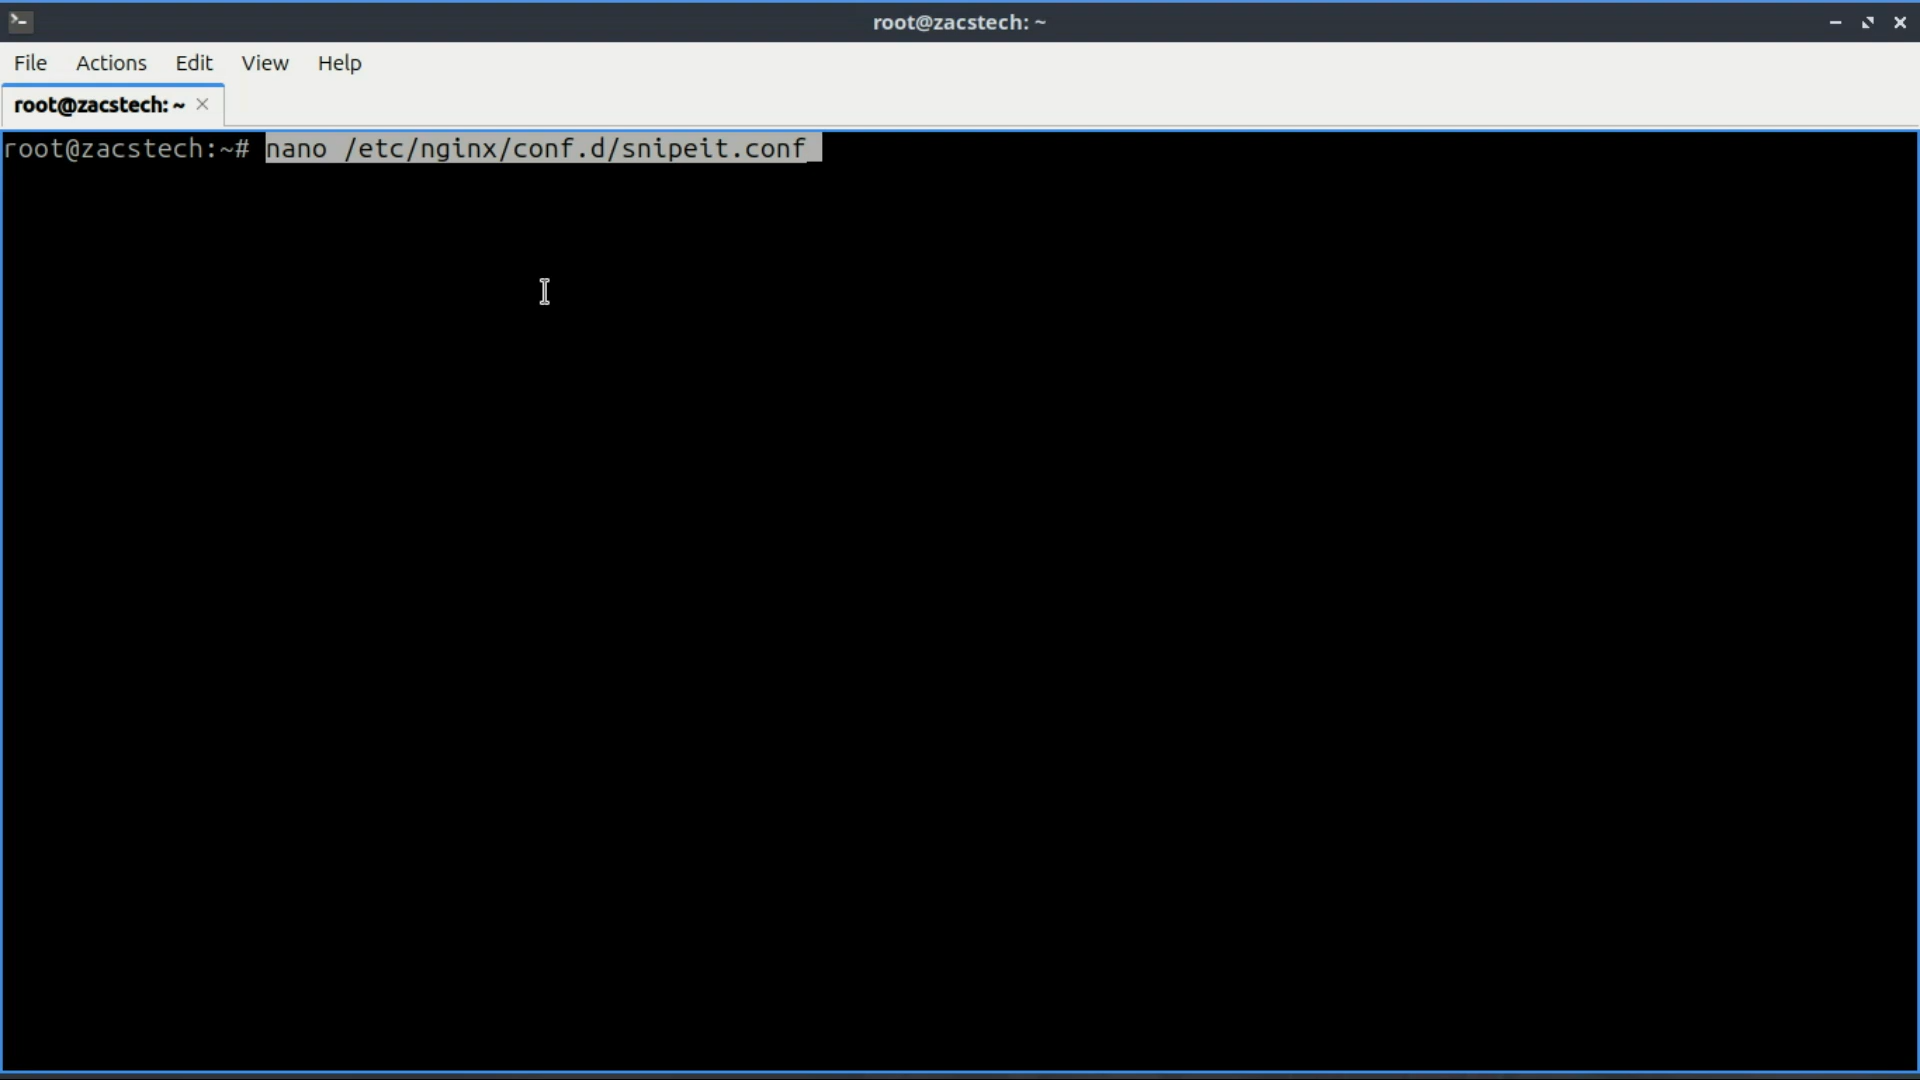 root@zacstech: ~
File Actions Edit View Help
root@zacstech: ~
root@zacstech:~# nano /etc/nginx/conf.d/snipeit.conf